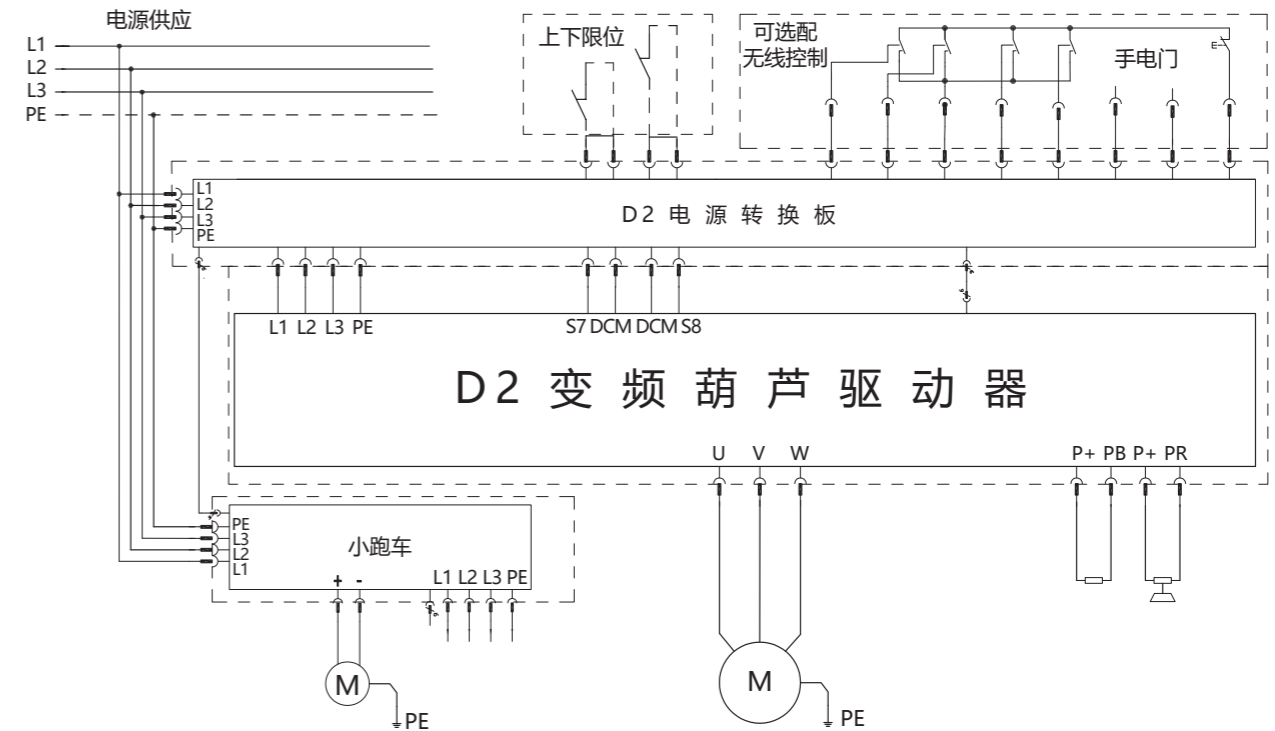 电源供应
L1
L2
L3
PE
上下限位
可选配
无线控制
手电门
L1
L2
L3
PE
D2 电 源 转 换 板
L1 L2 L3 PE
S7 DCM DCM S8
D2 变 频 葫 芦 驱 动 器
U V W
P+ PB P+ PR
PE
L3
L2
L1
小跑车
+ -
L1 L2 L3 PE
M
PE
M
PE